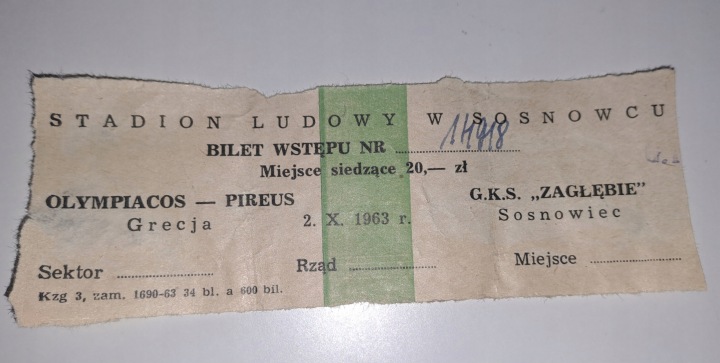 STADION LUDOWY W SOSNOWCU
BILET WSTĘPU NR
Miejsce siedzące 20,— zł
OLYMPIACOS — PIREUS G.K.S. „ZAGŁĘBIE”
Grecja 2. X. 1963 r. Sosnowiec
Sektor Rząd Miejsce
Kzg 3, zam. 1690-63 34 bl. a 600 bil.